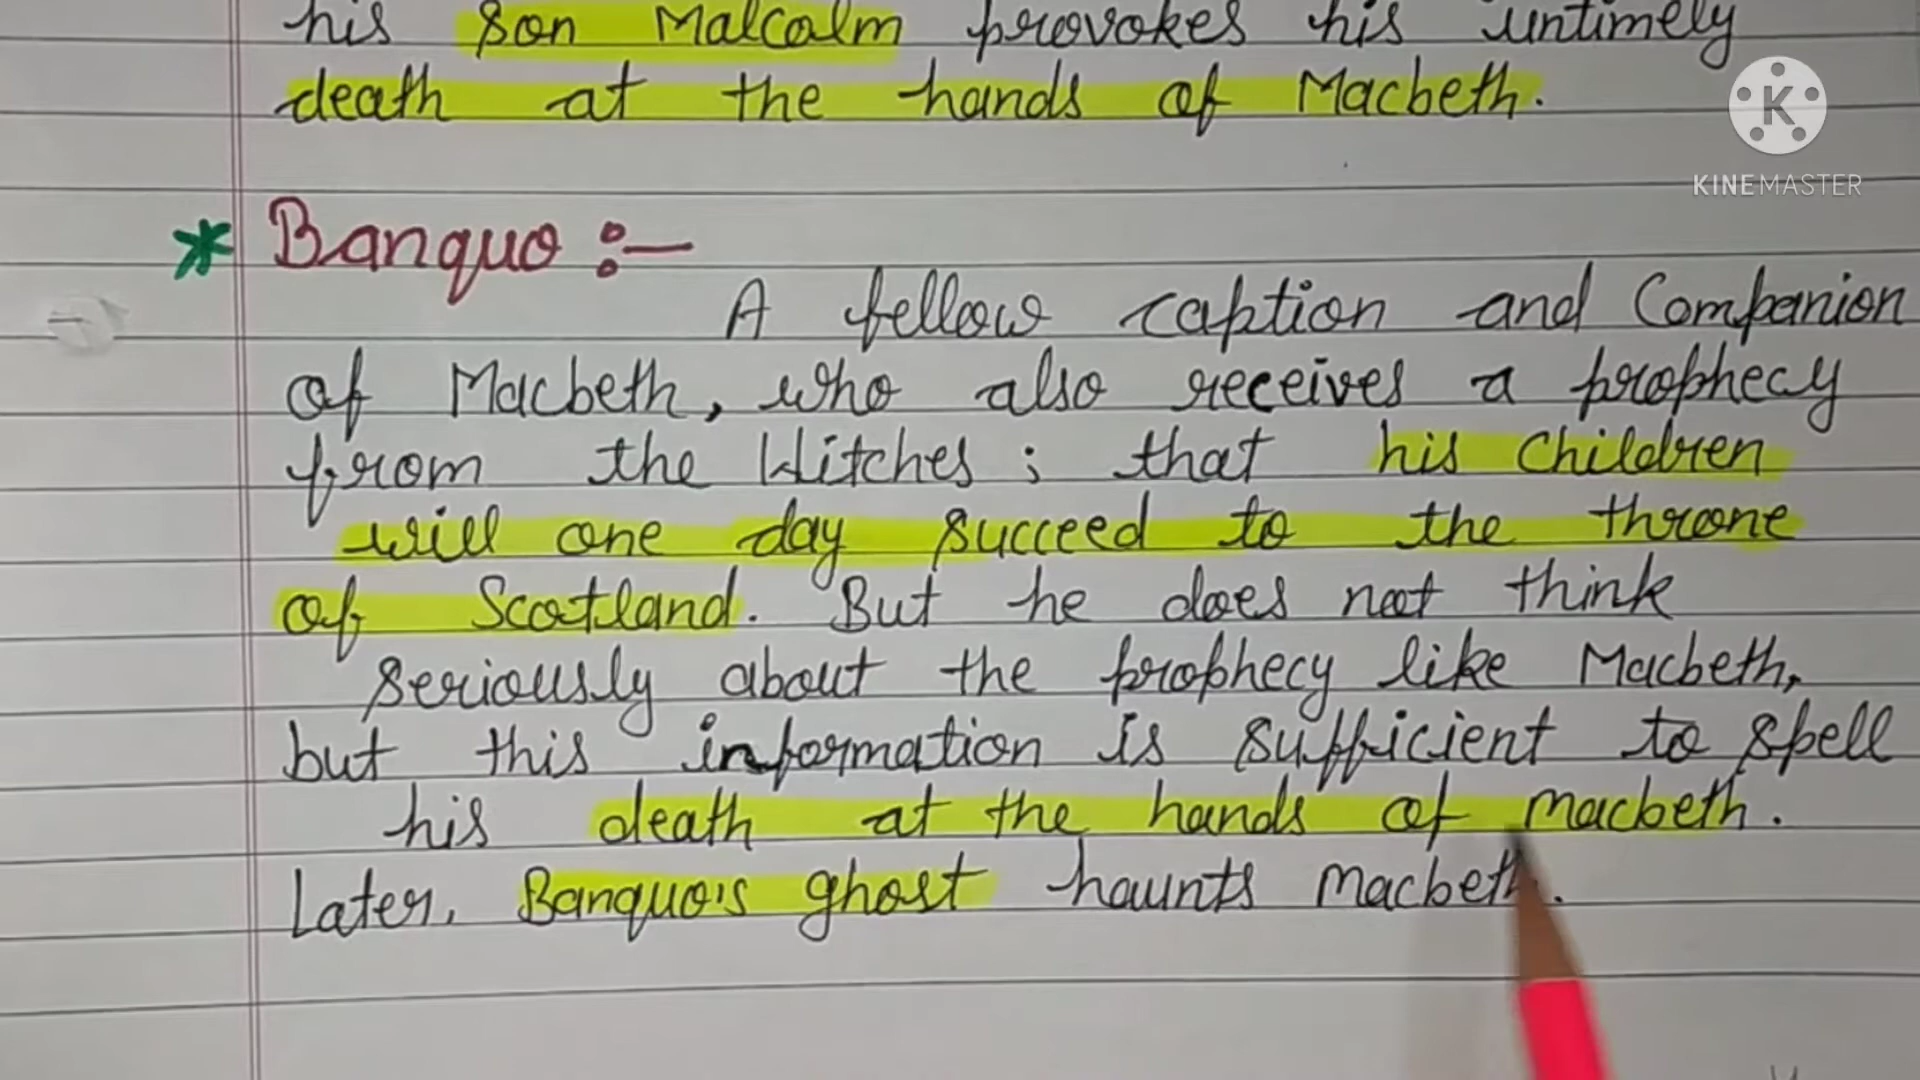 his son Malcolm provokes his untimely
death at the hands of Macbeth.
K
KINEMASTER
* Banquo :-
A fellow caption and Companion
of Macbeth, who also receives a prophecy
from the Witches ; that his children
will one day succeed to the throne
of Scotland. But he does not think
seriously about the prophecy like Macbeth,
but this information is sufficient to spell
his death at the hands of Macbeth.
Later, Banquo's ghost haunts Macbeth.